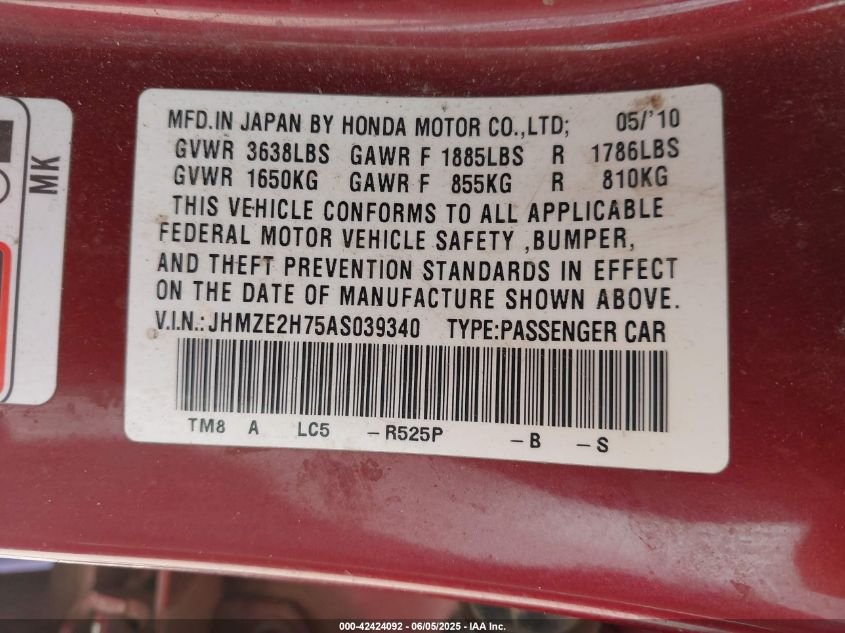 MFD.IN JAPAN BY HONDA MOTOR CO.,LTD; 05/'10
GVWR 3638LBS GAWR F 1885LBS R 1786LBS
GVWR 1650KG GAWR F 855KG R 810KG
THIS VEHICLE CONFORMS TO ALL APPLICABLE
FEDERAL MOTOR VEHICLE SAFETY ,BUMPER,
AND THEFT PREVENTION STANDARDS IN EFFECT
ON THE DATE OF MANUFACTURE SHOWN ABOVE.
V.I.N.: JHMZE2H75AS039340 TYPE:PASSENGER CAR
TM8 A LC5 -R525P -B -S
MK
000-42424092 - 06/05/2025 - IAA Inc.